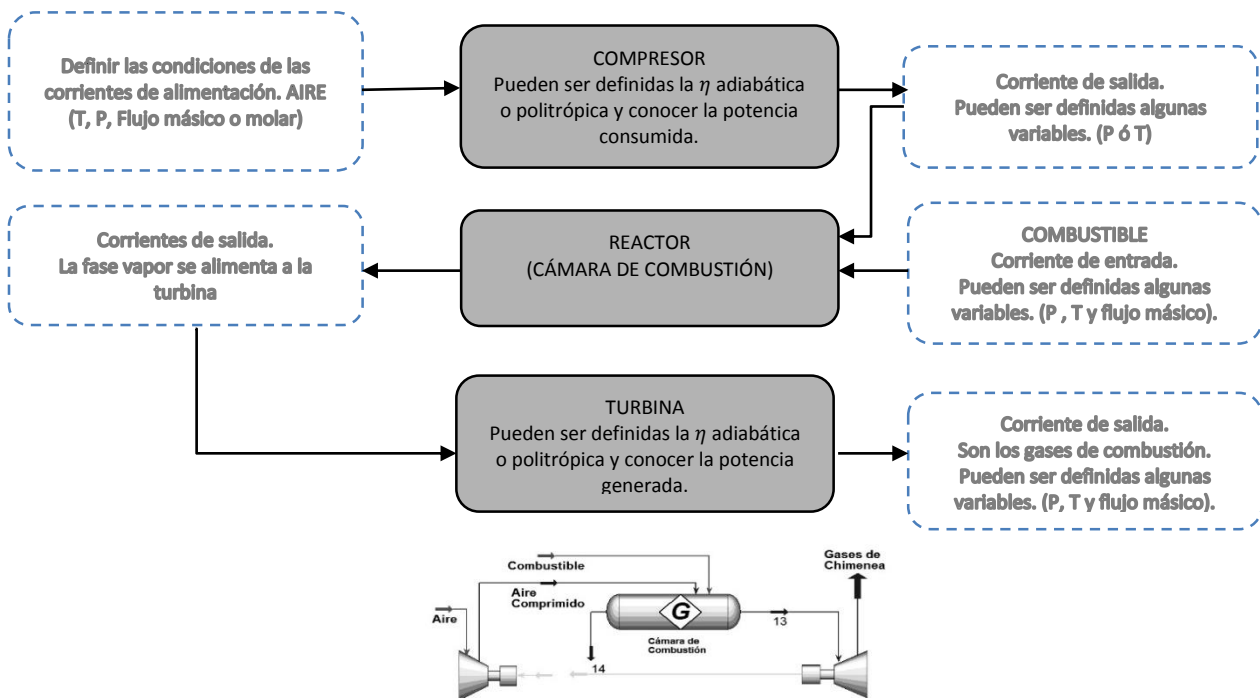 Definir las condiciones de las
corrientes de alimentación. AIRE
(T, P, Flujo másico o molar)
COMPRESOR
Pueden ser definidas la η adiabática
o politrópica y conocer la potencia
consumida.
Corriente de salida.
Pueden ser definidas algunas
variables. (P ó T)
Corrientes de salida.
La fase vapor se alimenta a la
turbina
REACTOR
(CÁMARA DE COMBUSTIÓN)
COMBUSTIBLE
Corriente de entrada.
Pueden ser definidas algunas
variables. (P , T y flujo másico).
TURBINA
Pueden ser definidas la η adiabática
o politrópica y conocer la potencia
generada.
Corriente de salida.
Son los gases de combustión.
Pueden ser definidas algunas
variables. (P, T y flujo másico).
Combustible
Aire
Comprimido
Aire
G
Cámara de
Combustión
14
13
Gases de
Chimenea